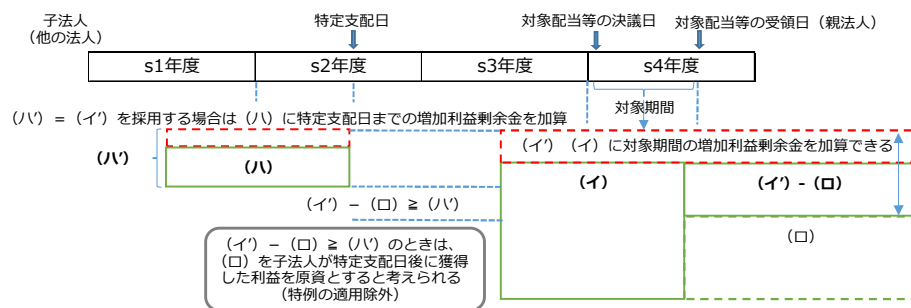 子法人
（他の法人）
特定支配日
対象配当等の決議日
対象配当等の受領日（親法人）
s1年度
s2年度
s3年度
s4年度
対象期間
（ハ’）＝（イ’）を採用する場合は（ハ）に特定支配日までの増加利益剰余金を加算
（イ’）（イ）に対象期間の増加利益剰余金を加算できる
（ハ’）
（ハ）
（イ）
（イ’）-（ロ）
（イ’）－（ロ）≧（ハ’）
（ロ）
（イ’）－（ロ）≧（ハ’）のときは、
（ロ）を子法人が特定支配日後に獲得
した利益を原資とすると考えられる
（特例の適用除外）